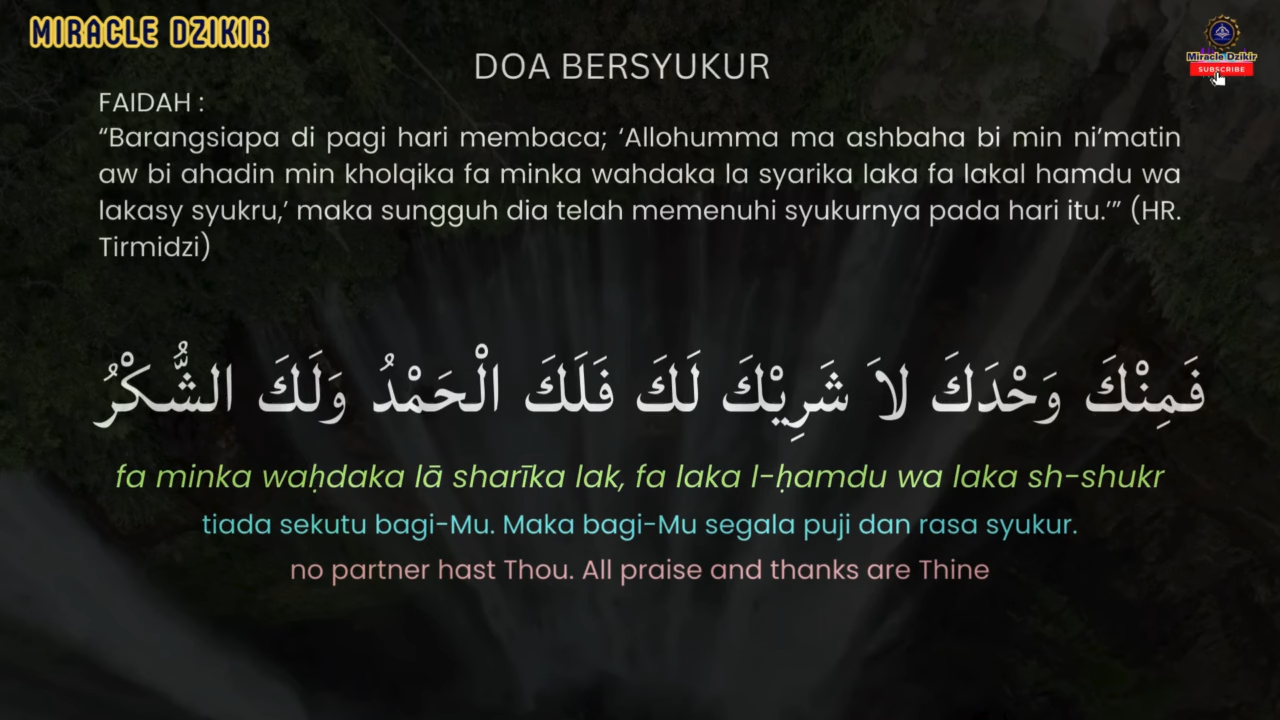 MIRACLE DZIKIR
Miracle Dzikir
SUBSCRIBE
DOA BERSYUKUR
FAIDAH :
“Barangsiapa di pagi hari membaca; ‘Allohumma ma ashbaha bi min ni’matin
aw bi ahadin min kholqika fa minka wahdaka la syarika laka fa lakal hamdu wa
lakasy syukru,’ maka sungguh dia telah memenuhi syukurnya pada hari itu.’” (HR.
Tirmidzi)
فَمِنْكَ وَحْدَكَ لاَ شَرِيْكَ لَكَ فَلَكَ الْحَمْدُ وَلَكَ الشُّكْرُ
fa minka waḥdaka lā sharīka lak, fa laka l-ḥamdu wa laka sh-shukr
tiada sekutu bagi-Mu. Maka bagi-Mu segala puji dan rasa syukur.
no partner hast Thou. All praise and thanks are Thine